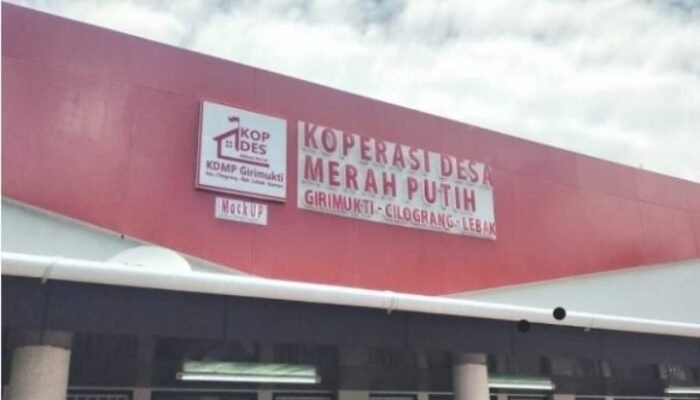 KOP
DES
KDMP Girimukti
MockUP
KOPERASI DESA
MERAH PUTIH
GIRIMUKTI - CILOGRANG - LEBAK